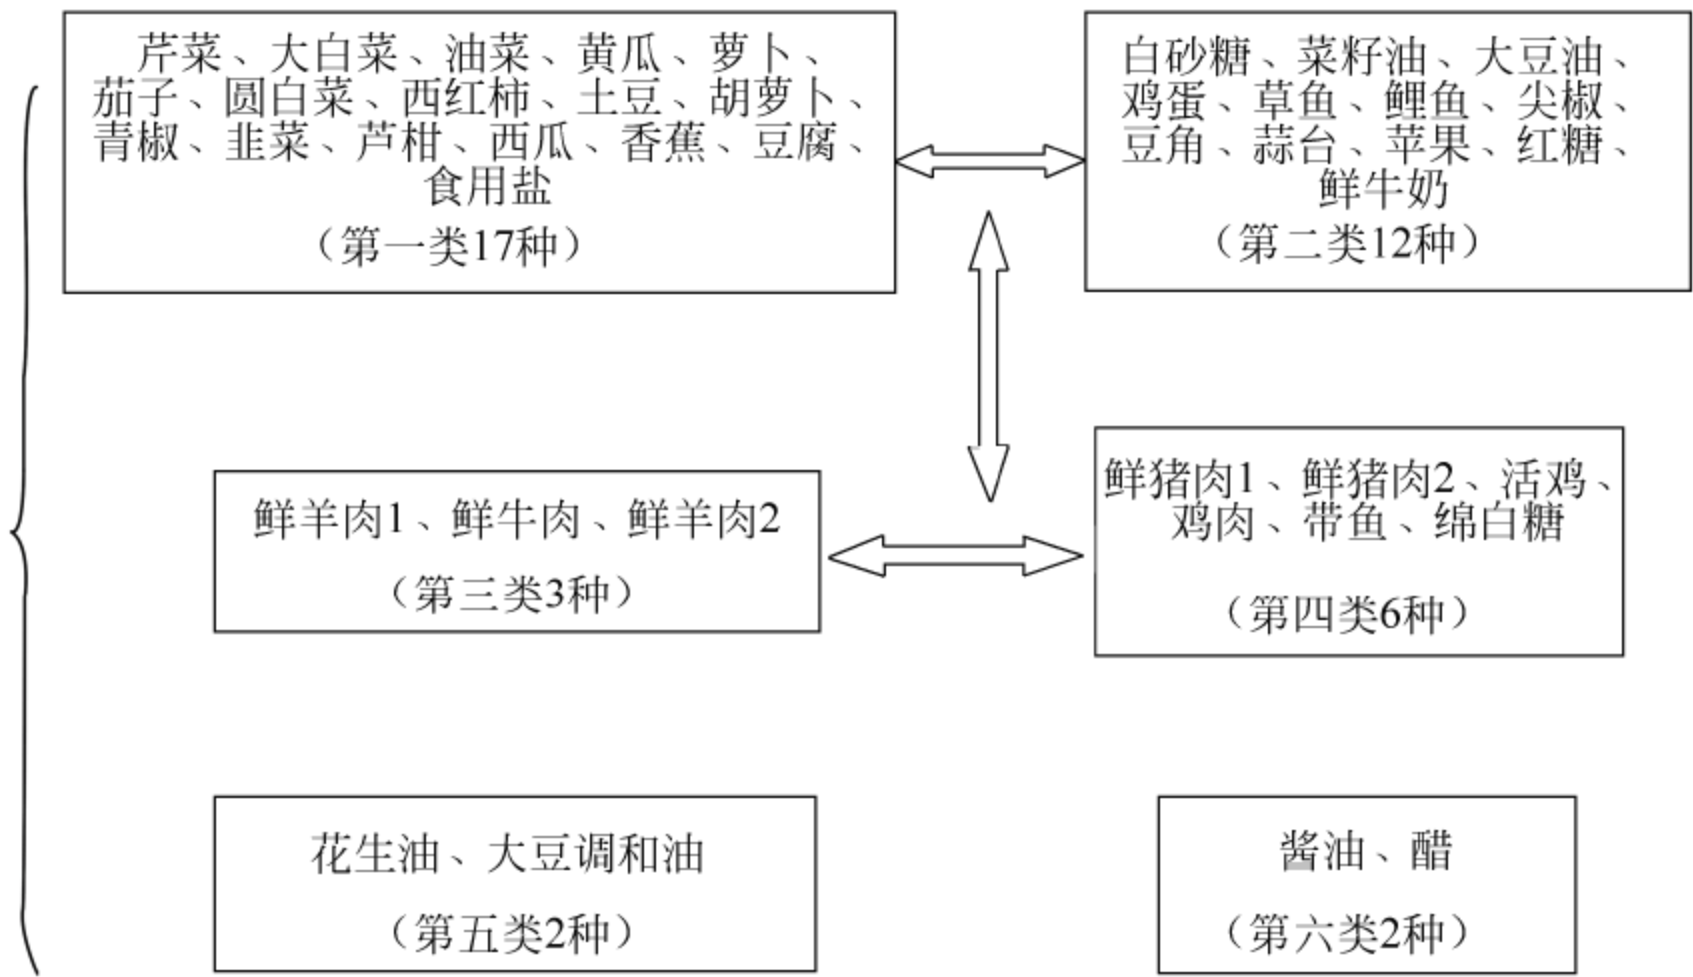 芹菜、大白菜、油菜、黄瓜、萝卜、
茄子、圆白菜、西红柿、土豆、胡萝卜、
青椒、韭菜、芦柑、西瓜、香蕉、豆腐、
食用盐
（第一类17种）
白砂糖、菜籽油、大豆油、
鸡蛋、草鱼、鲤鱼、尖椒、
豆角、蒜台、苹果、红糖、
鲜牛奶
（第二类12种）
鲜羊肉1、鲜牛肉、鲜羊肉2
（第三类3种）
鲜猪肉1、鲜猪肉2、活鸡、
鸡肉、带鱼、绵白糖
（第四类6种）
花生油、大豆调和油
（第五类2种）
酱油、醋
（第六类2种）